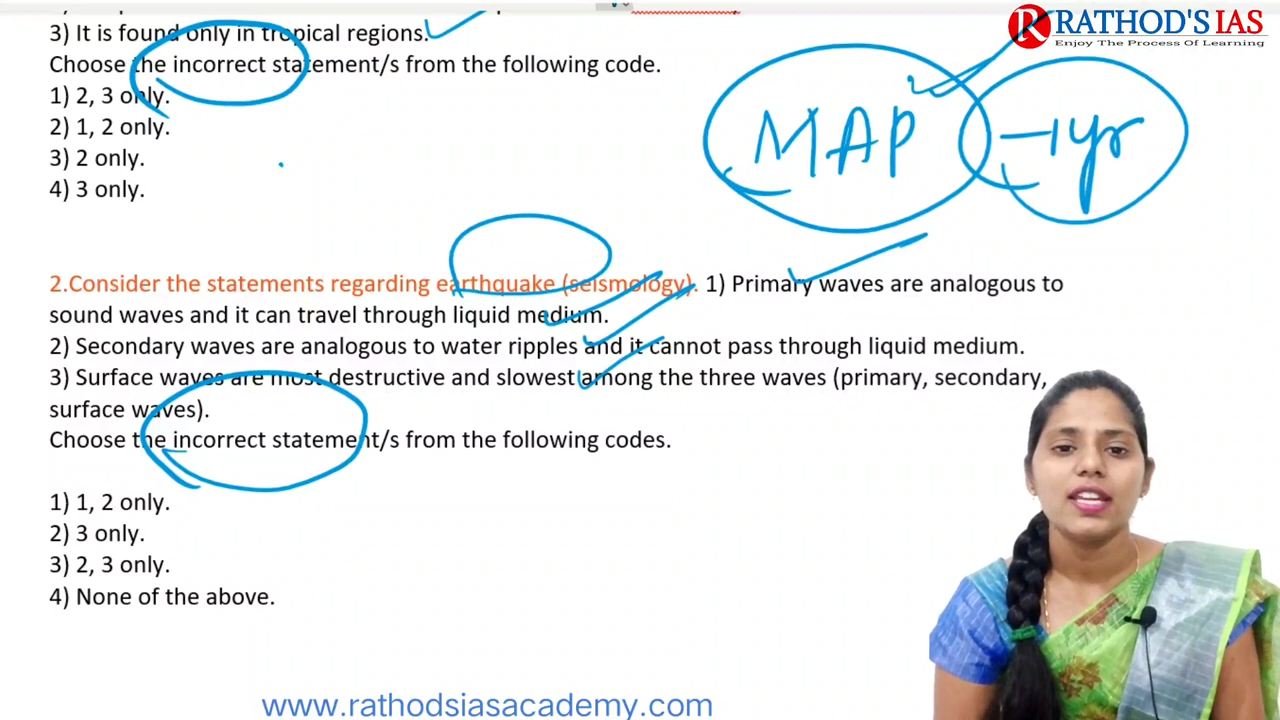 RATHOD'S IAS
Enjoy The Process Of Learning
3) It is found only in tropical regions.
Choose the incorrect statement/s from the following code.
1) 2, 3 only.
2) 1, 2 only.
3) 2 only.
4) 3 only.
MAP -1yr
2.Consider the statements regarding earthquake (seismology). 1) Primary waves are analogous to
sound waves and it can travel through liquid medium.
2) Secondary waves are analogous to water ripples and it cannot pass through liquid medium.
3) Surface waves are most destructive and slowest among the three waves (primary, secondary,
surface waves).
Choose the incorrect statement/s from the following codes.
1) 1, 2 only.
2) 3 only.
3) 2, 3 only.
4) None of the above.
www.rathodsiasacademy.com